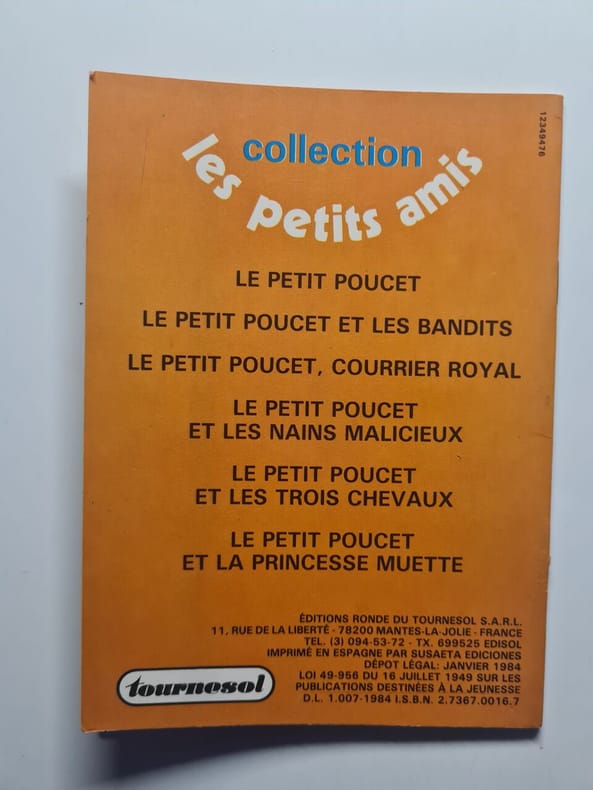 12349476
collection
les petits amis
LE PETIT POUCET
LE PETIT POUCET ET LES BANDITS
LE PETIT POUCET, COURRIER ROYAL
LE PETIT POUCET
ET LES NAINS MALICIEUX
LE PETIT POUCET
ET LES TROIS CHEVAUX
LE PETIT POUCET
ET LA PRINCESSE MUETTE
ÉDITIONS RONDE DU TOURNESOL S.A.R.L.
11, RUE DE LA LIBERTÉ - 78200 MANTES-LA-JOLIE - FRANCE
TEL. (3) 094-53-72 - TX. 699525 EDISOL
IMPRIMÉ EN ESPAGNE PAR SUSAETA EDICIONES
DÉPOT LÉGAL: JANVIER 1984
LOI 49-956 DU 16 JUILLET 1949 SUR LES
PUBLICATIONS DESTINÉES À LA JEUNESSE
D.L. 1.007-1984 I.S.B.N. 2.7367.0016.7
tournesol